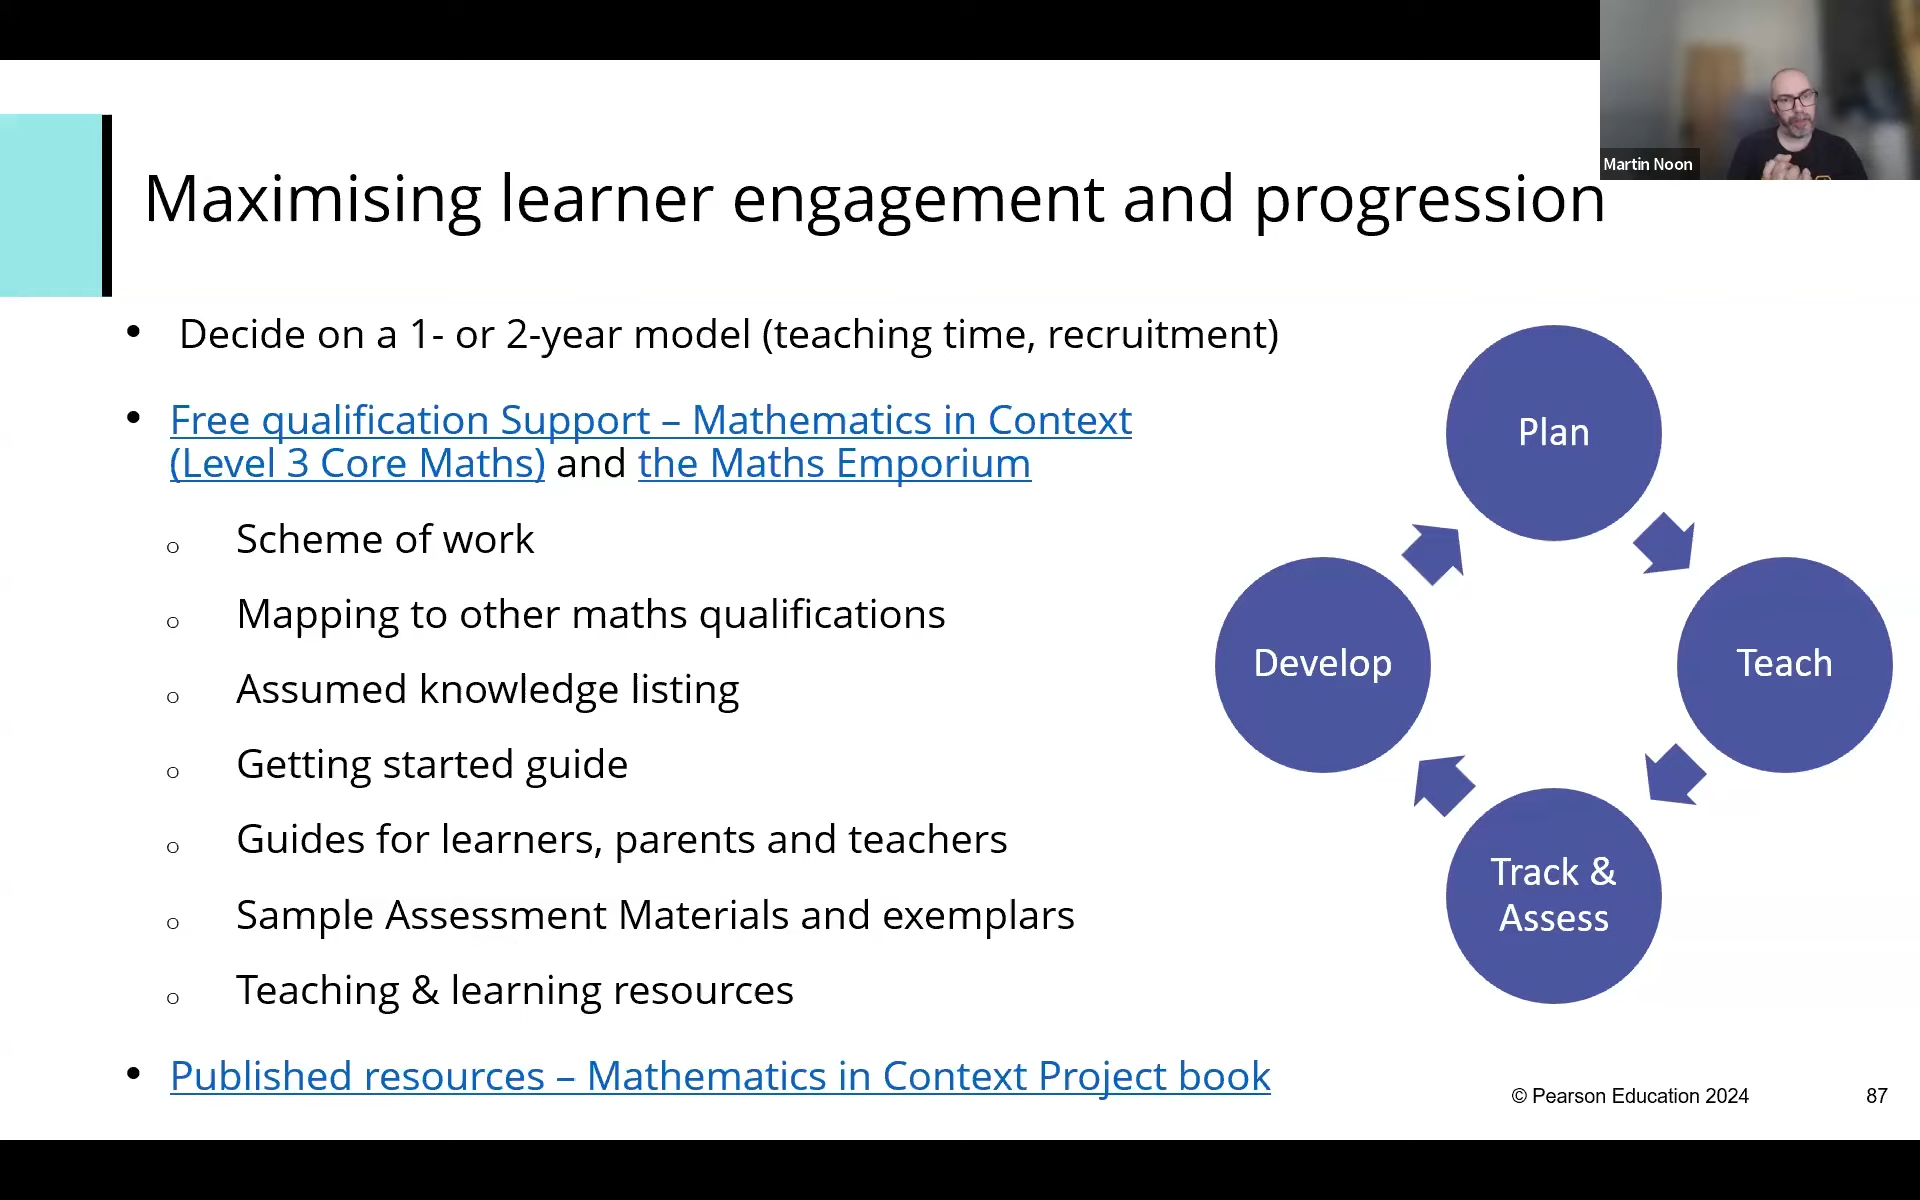 Martin Noon
Maximising learner engagement and progression
• Decide on a 1- or 2-year model (teaching time, recruitment)
• Free qualification Support – Mathematics in Context
(Level 3 Core Maths) and the Maths Emporium
o Scheme of work
o Mapping to other maths qualifications
o Assumed knowledge listing
o Getting started guide
o Guides for learners, parents and teachers
o Sample Assessment Materials and exemplars
o Teaching & learning resources
• Published resources – Mathematics in Context Project book
Plan
Teach
Track &
Assess
Develop
© Pearson Education 2024
87